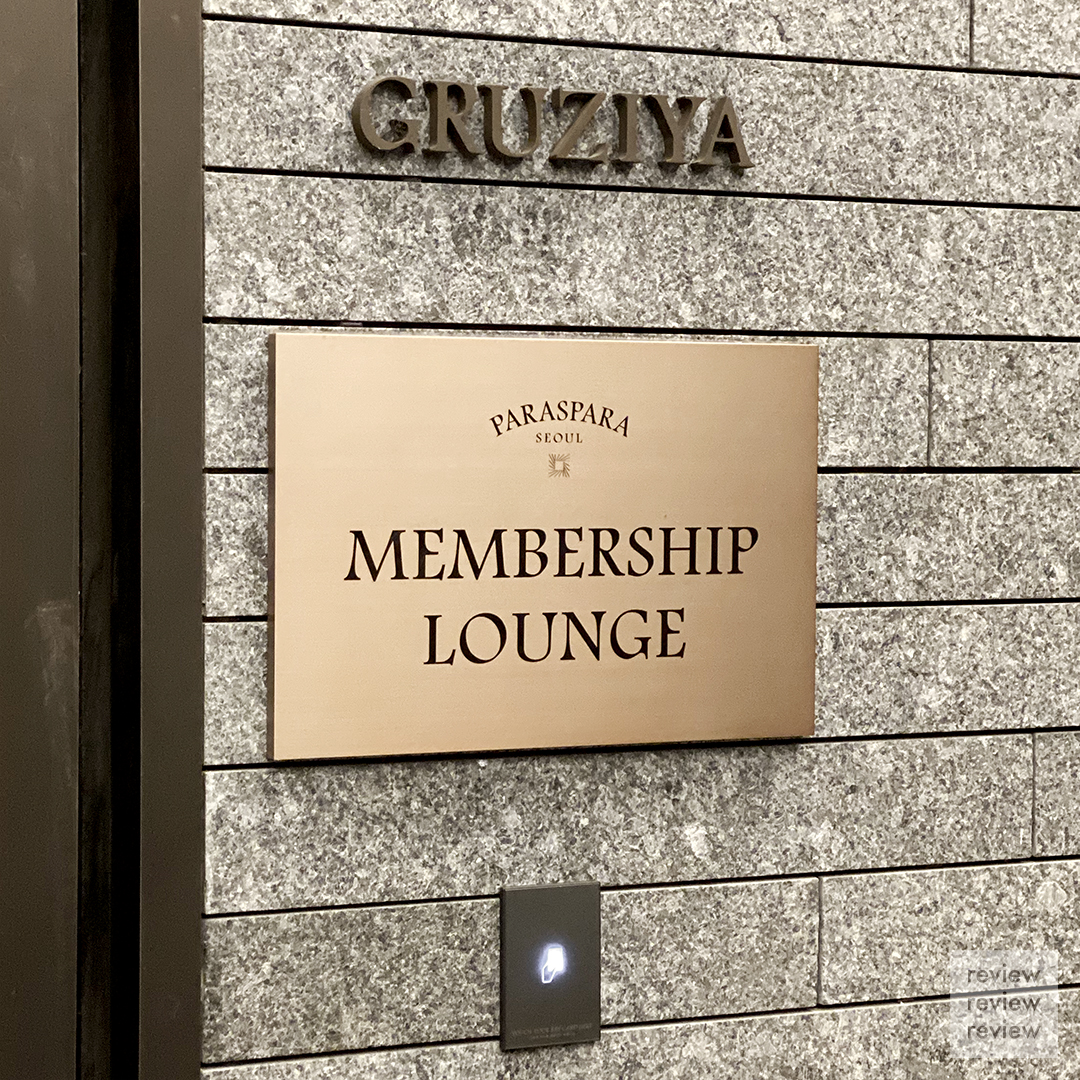 GRUZIYA
PARASPARA
SEOUL
MEMBERSHIP
LOUNGE
review
review
review